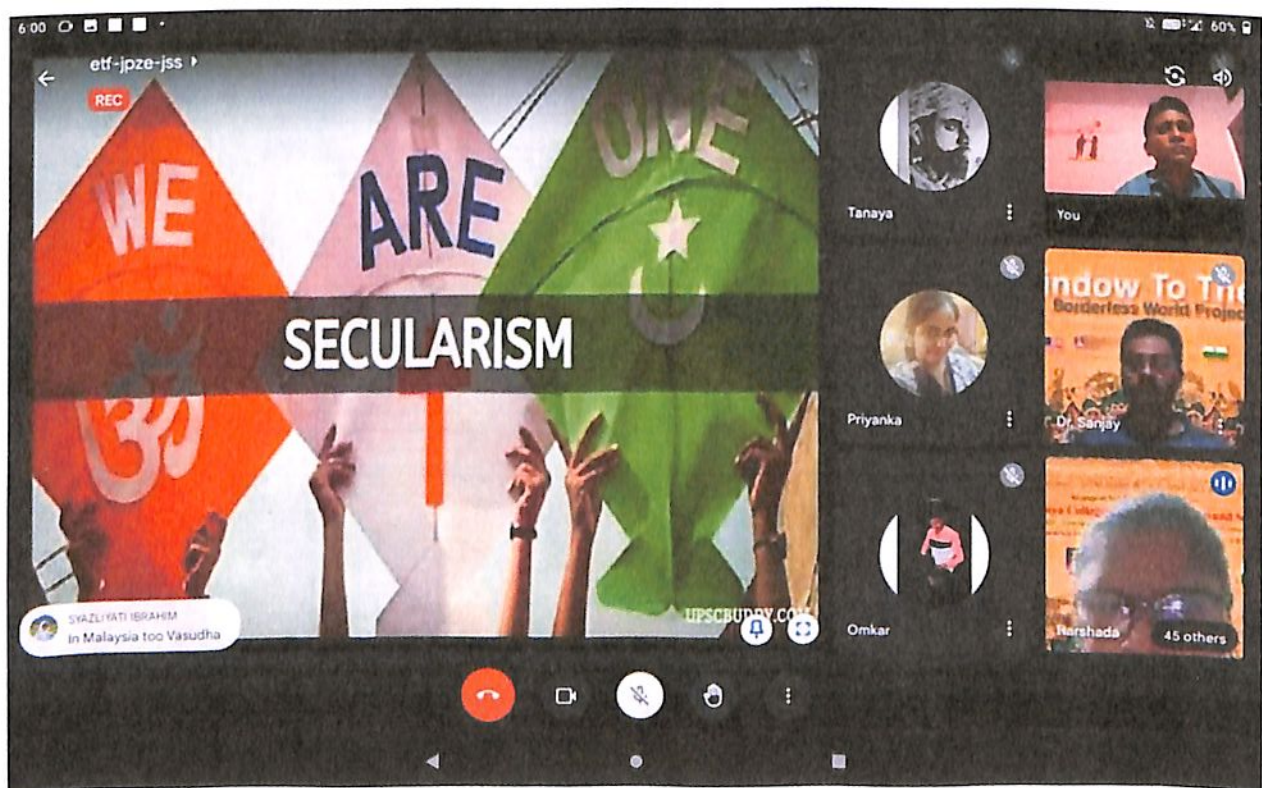 6:00
60%
etf-jpze-jss
REC
WE ARE ONE
SECULARISM
UPSCBUDDY.COM
SYAZLIYATI IBRAHIM
In Malaysia too Vasudha
Tanaya
You
Priyanka
indow To The
Borderless World Projec
Dr. Sanjay
Omkar
Harshada
45 others